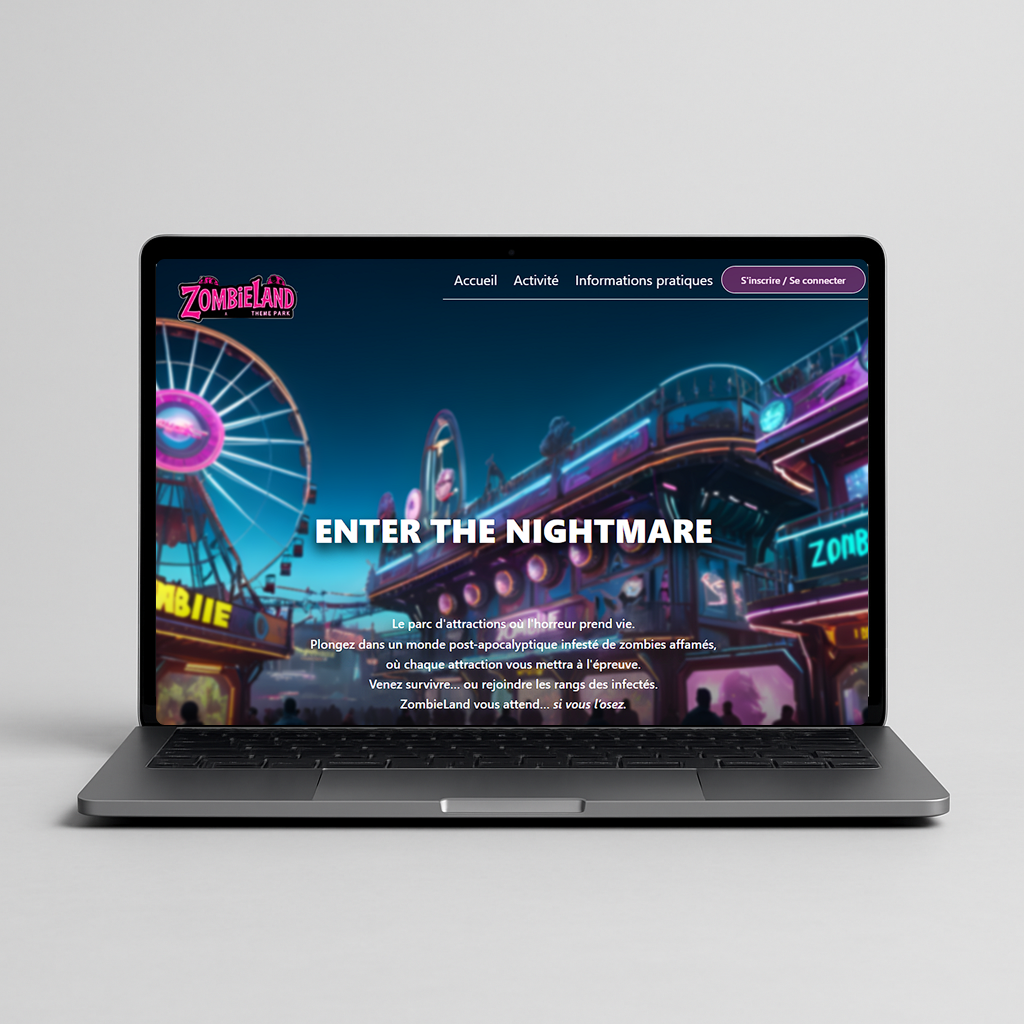 ZOMBIELAND
THEME PARK
Accueil Activité Informations pratiques S'inscrire / Se connecter
ENTER THE NIGHTMARE
ZOMB
MBIIE
Le parc d'attractions où l'horreur prend vie.
Plongez dans un monde post-apocalyptique infesté de zombies affamés,
où chaque attraction vous mettra à l'épreuve.
Venez survivre... ou rejoindre les rangs des infectés.
ZombieLand vous attend... si vous l'osez.